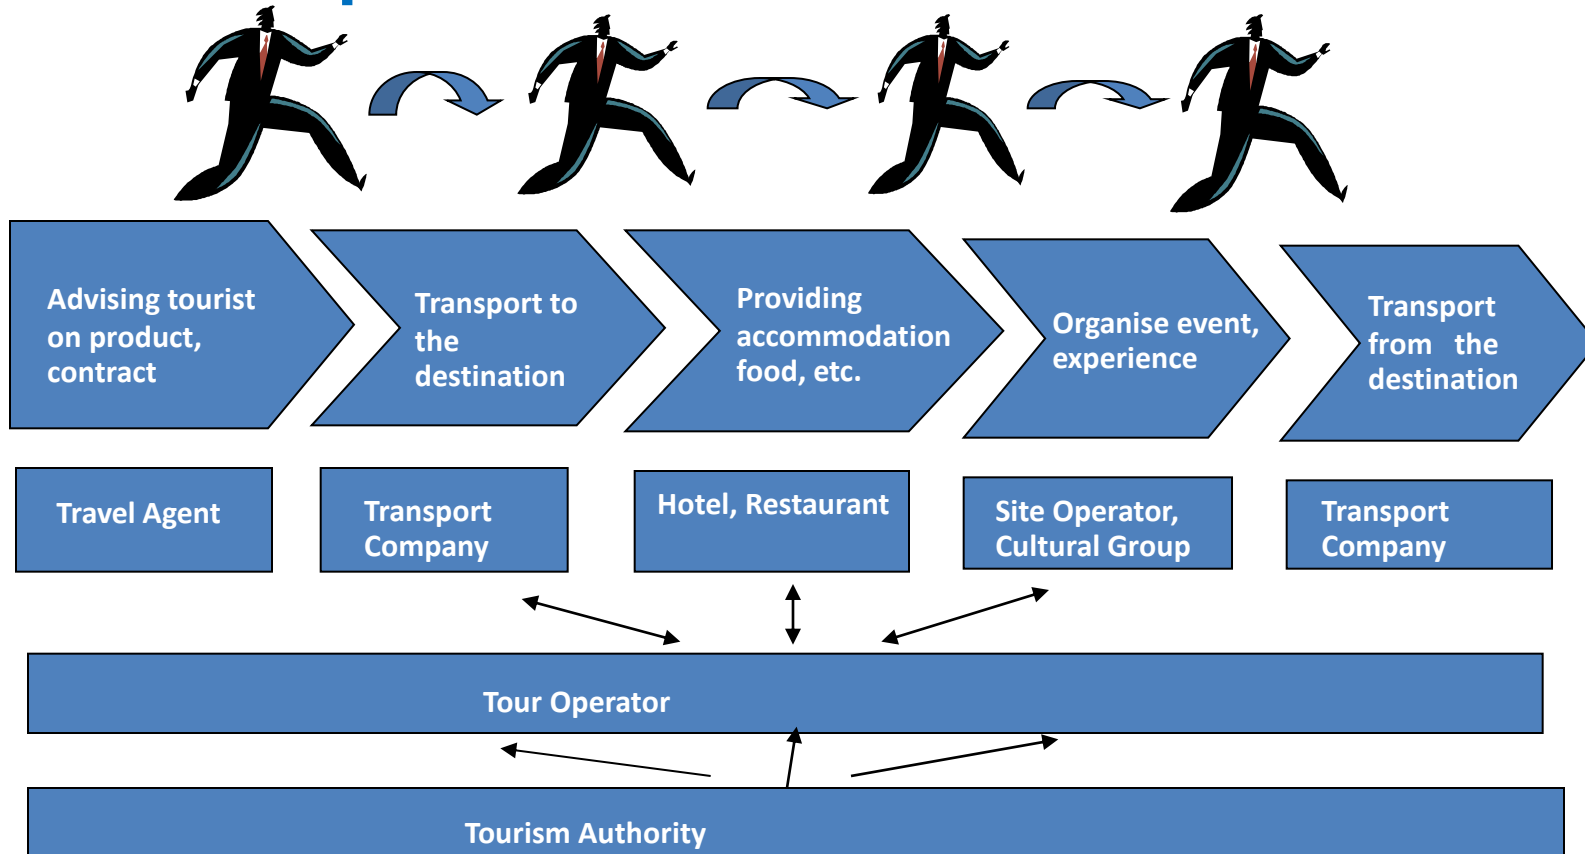 Advising tourist
on product,
contract
Transport to
the
destination
Providing
accommodation
food, etc.
Organise event,
experience
Transport
from the
destination
Travel Agent
Transport
Company
Hotel, Restaurant
Site Operator,
Cultural Group
Transport
Company
Tour Operator
Tourism Authority